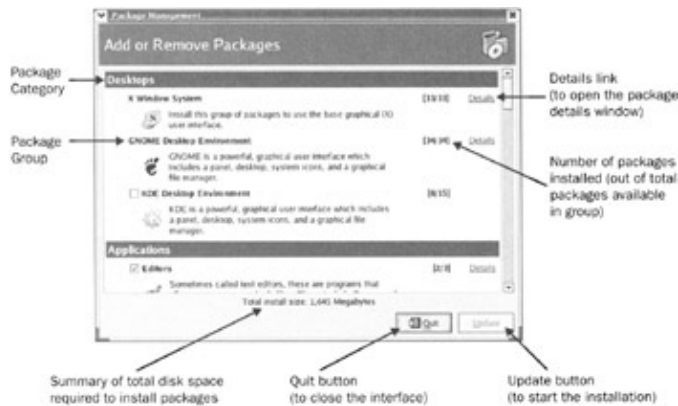 Package Management
Add or Remove Packages
Package
Category
Desktops
X Window System
Details
Install this group of packages to use the base graphical (X)
user interface.
Package
Group
GNOME Desktop Environment
Details
GNOME is a powerful, graphical user interface which
includes a panel, desktop, system icons, and a graphical
file manager.
KDE Desktop Environment
[0/15]
KDE is a powerful, graphical user interface which includes
a panel, desktop, system icons, and a graphical file
manager.
Applications
Editors
[2/3]
Details
Sometimes called text editors, these are programs that
Total install size: 1,645 Megabytes
Quit
Update
Details link
(to open the package
details window)
Number of packages
installed (out of total
packages available
in group)
Summary of total disk space
required to install packages
Quit button
(to close the interface)
Update button
(to start the installation)